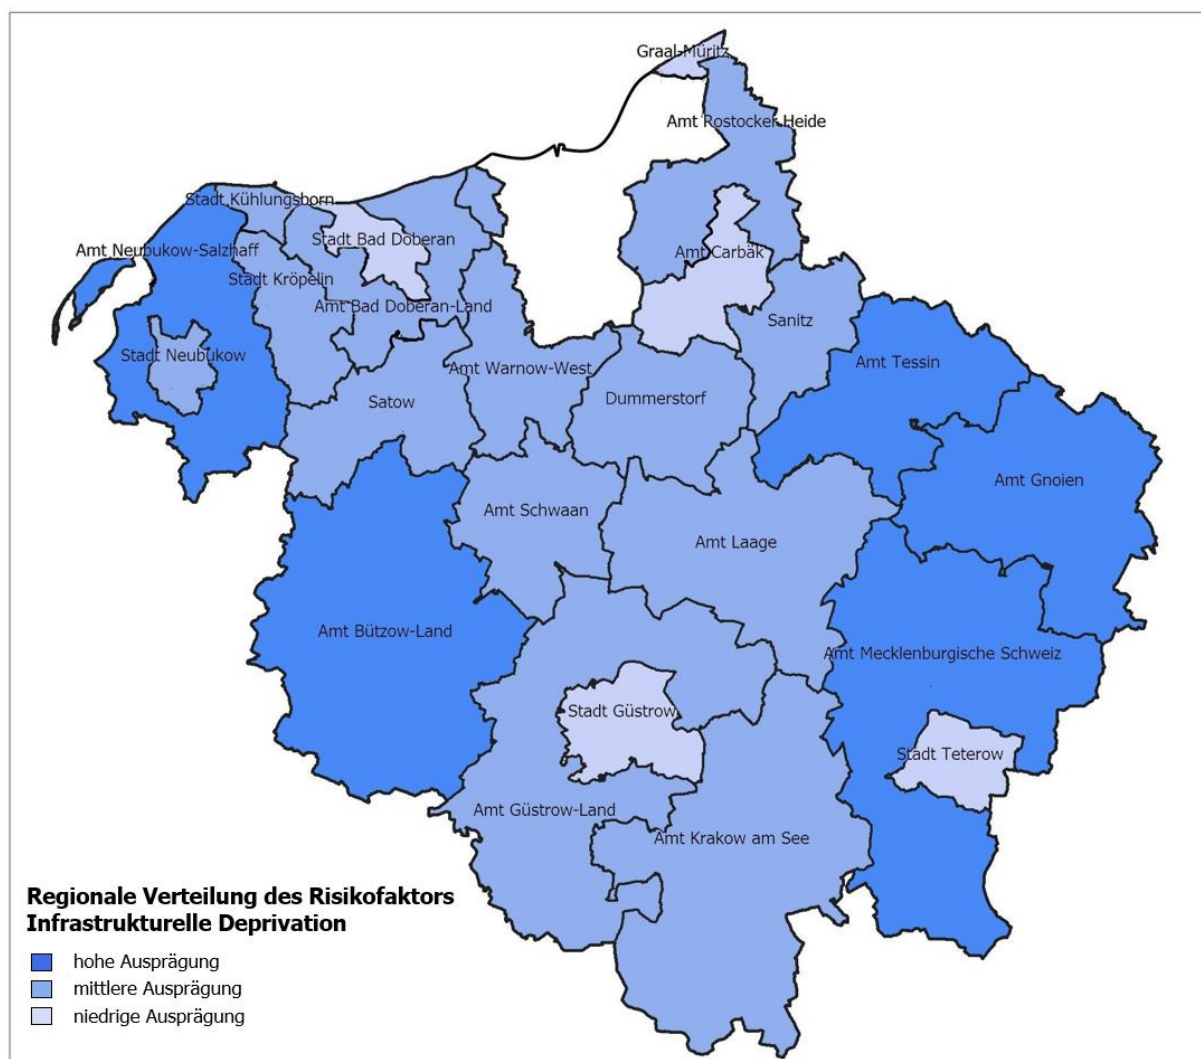 Graal-Müritz
Amt Rostocker Heide
Stadt Kühlungsborn
Stadt Bad Doberan
Amt Neubukow-Salzhaff
Amt Carbäk
Stadt Kröpelin
Amt Bad Doberan-Land
Sanitz
Stadt Neubukow
Amt Tessin
Amt Warnow-West
Satow
Dummerstorf
Amt Gnoien
Amt Schwaan
Amt Laage
Amt Bützow-Land
Amt Mecklenburgische Schweiz
Stadt Güstrow
Stadt Teterow
Amt Güstrow-Land
Amt Krakow am See
Regionale Verteilung des Risikofaktors
Infrastrukturelle Deprivation
hohe Ausprägung
mittlere Ausprägung
niedrige Ausprägung